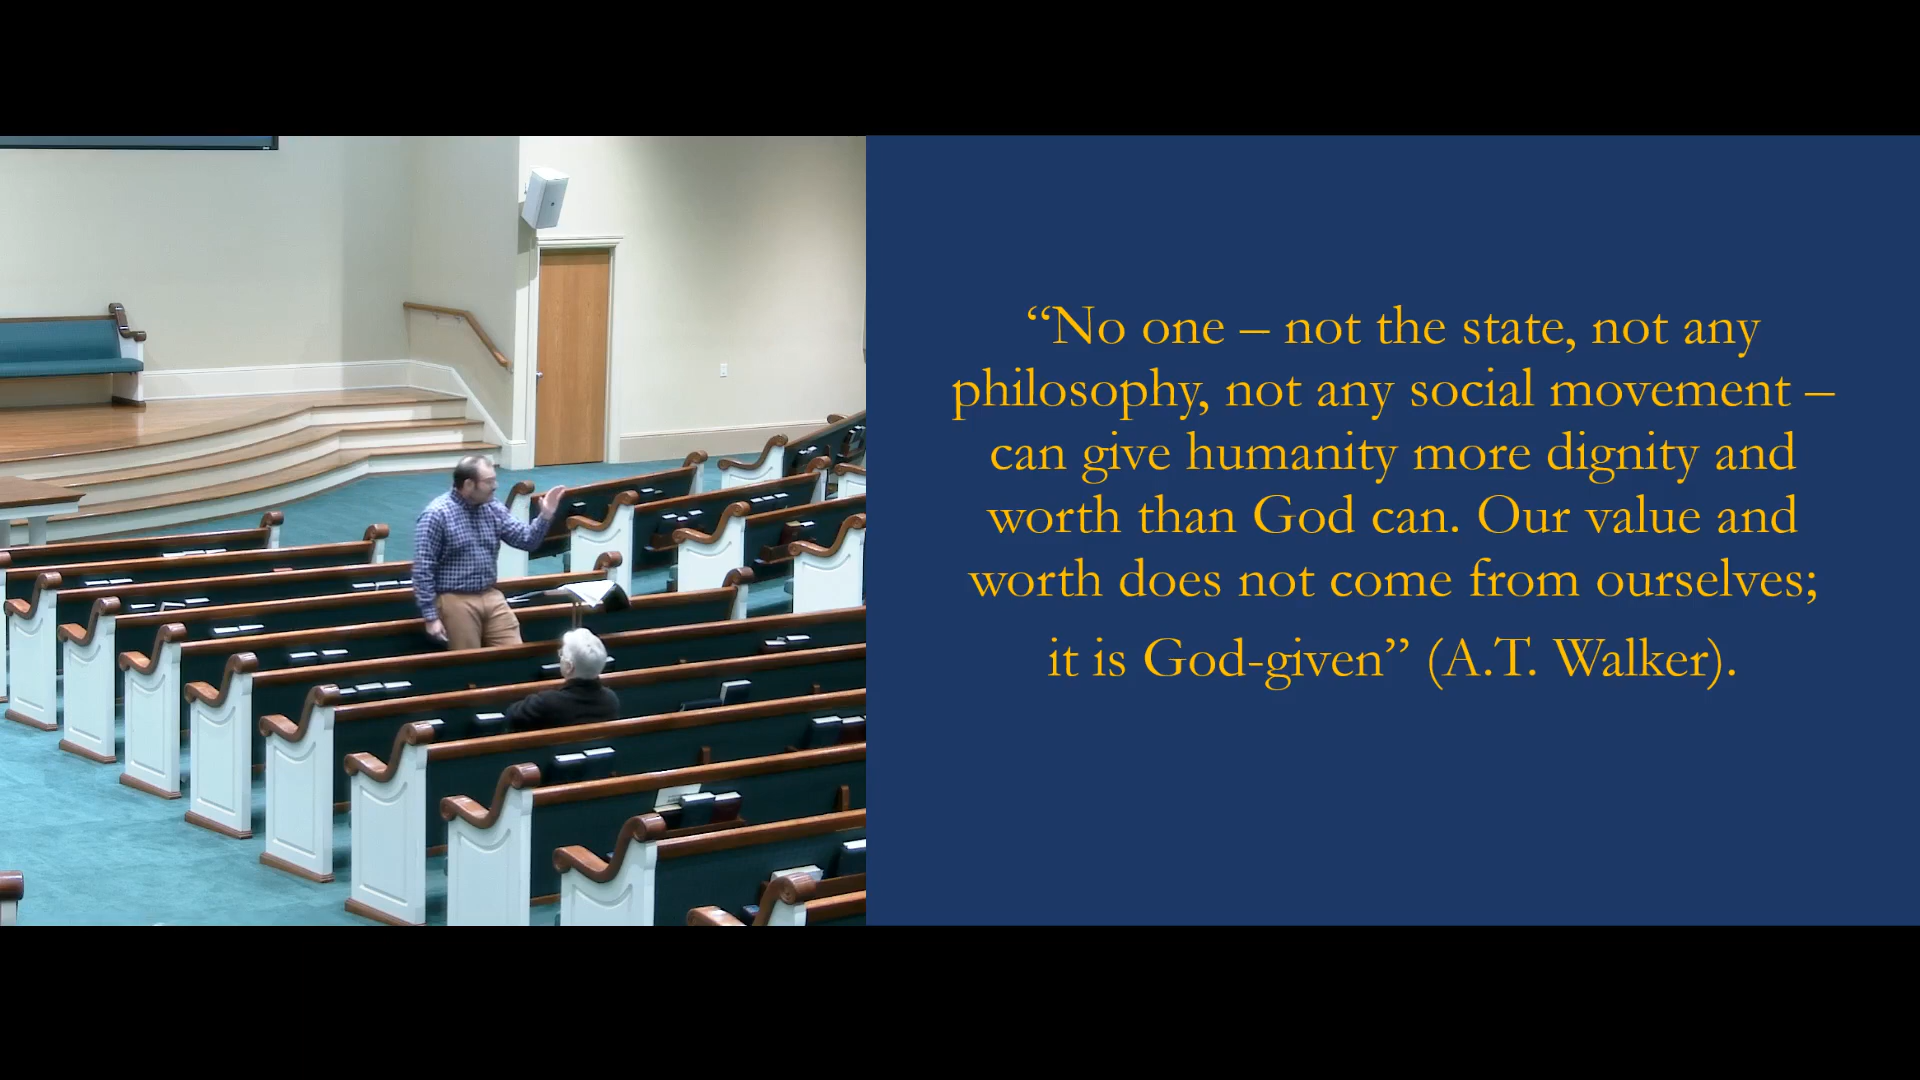 “No one – not the state, not any
philosophy, not any social movement –
can give humanity more dignity and
worth than God can. Our value and
worth does not come from ourselves;
it is God-given” (A.T. Walker).